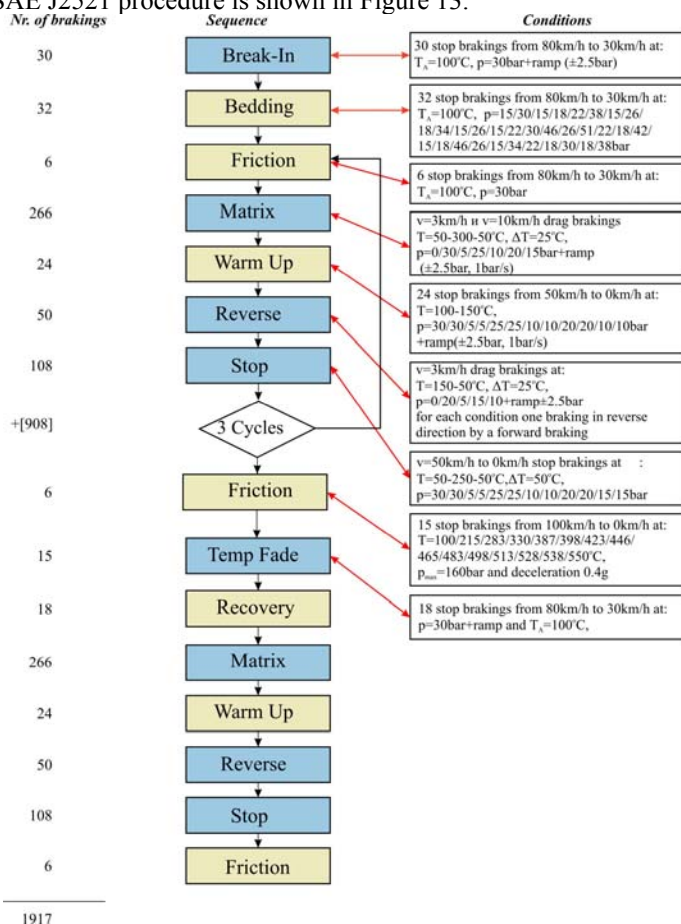 SAE J2521 procedure is shown in Figure 13.
Nr. of brakings Sequence Conditions
30
Break-In
30 stop brakings from 80km/h to 30km/h at:
T_A=100°C, p=30bar+ramp (±2.5bar)
32
Bedding
32 stop brakings from 80km/h to 30km/h at:
T_A=100°C, p=15/30/15/18/22/38/15/26/
18/34/15/26/15/22/30/46/26/51/22/18/42/
15/18/46/26/15/34/22/18/30/18/38bar
6
Friction
6 stop brakings from 80km/h to 30km/h at:
T_A=100°C, p=30bar
266
Matrix
v=3km/h и v=10km/h drag brakings
T=50-300-50°C, ΔT=25°C,
p=0/30/5/25/10/20/15bar+ramp
(±2.5bar, 1bar/s)
24
Warm Up
24 stop brakings from 50km/h to 0km/h at:
T=100-150°C,
p=30/30/5/5/25/25/10/10/20/20/10/10bar
+ramp(±2.5bar, 1bar/s)
50
Reverse
v=3km/h drag brakings at:
T=150-50°C, ΔT=25°C,
p=0/20/5/15/10+ramp±2.5bar
for each condition one braking in reverse
direction by a forward braking
108
Stop
v=50km/h to 0km/h stop brakings at :
T=50-250-50°C,ΔT=50°C,
p=30/30/5/5/25/25/10/10/20/20/15/15bar
+[908]
3 Cycles
6
Friction
15 stop brakings from 100km/h to 0km/h at:
T=100/215/283/330/387/398/423/446/
465/483/498/513/528/538/550°C,
p_max=160bar and deceleration 0.4g
15
Temp Fade
18 stop brakings from 80km/h to 30km/h at:
p=30bar+ramp and T_A=100°C,
18
Recovery
266
Matrix
24
Warm Up
50
Reverse
108
Stop
6
Friction
1917